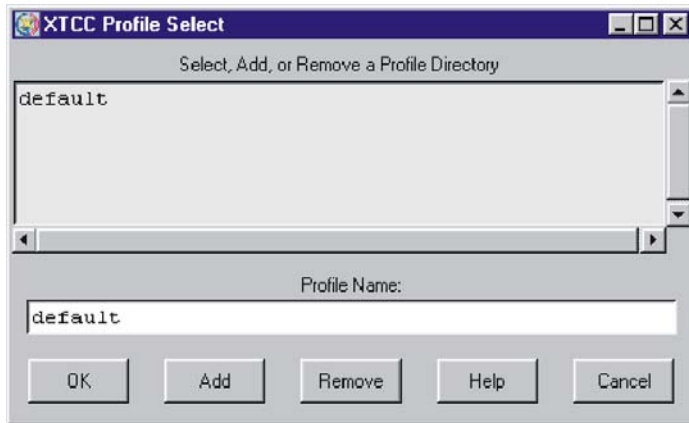 XTCC Profile Select
Select, Add, or Remove a Profile Directory
default
Profile Name:
default
OK Add Remove Help Cancel